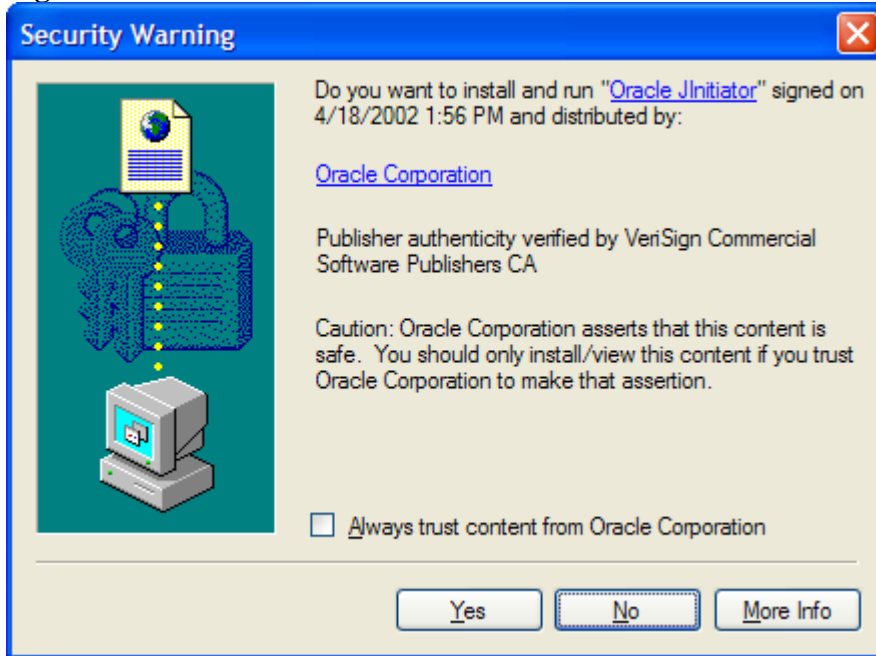 Security Warning
Do you want to install and run "Oracle JInitiator" signed on
4/18/2002 1:56 PM and distributed by:
Oracle Corporation
Publisher authenticity verified by VeriSign Commercial
Software Publishers CA
Caution: Oracle Corporation asserts that this content is
safe.  You should only install/view this content if you trust
Oracle Corporation to make that assertion.
Always trust content from Oracle Corporation
Yes No More Info